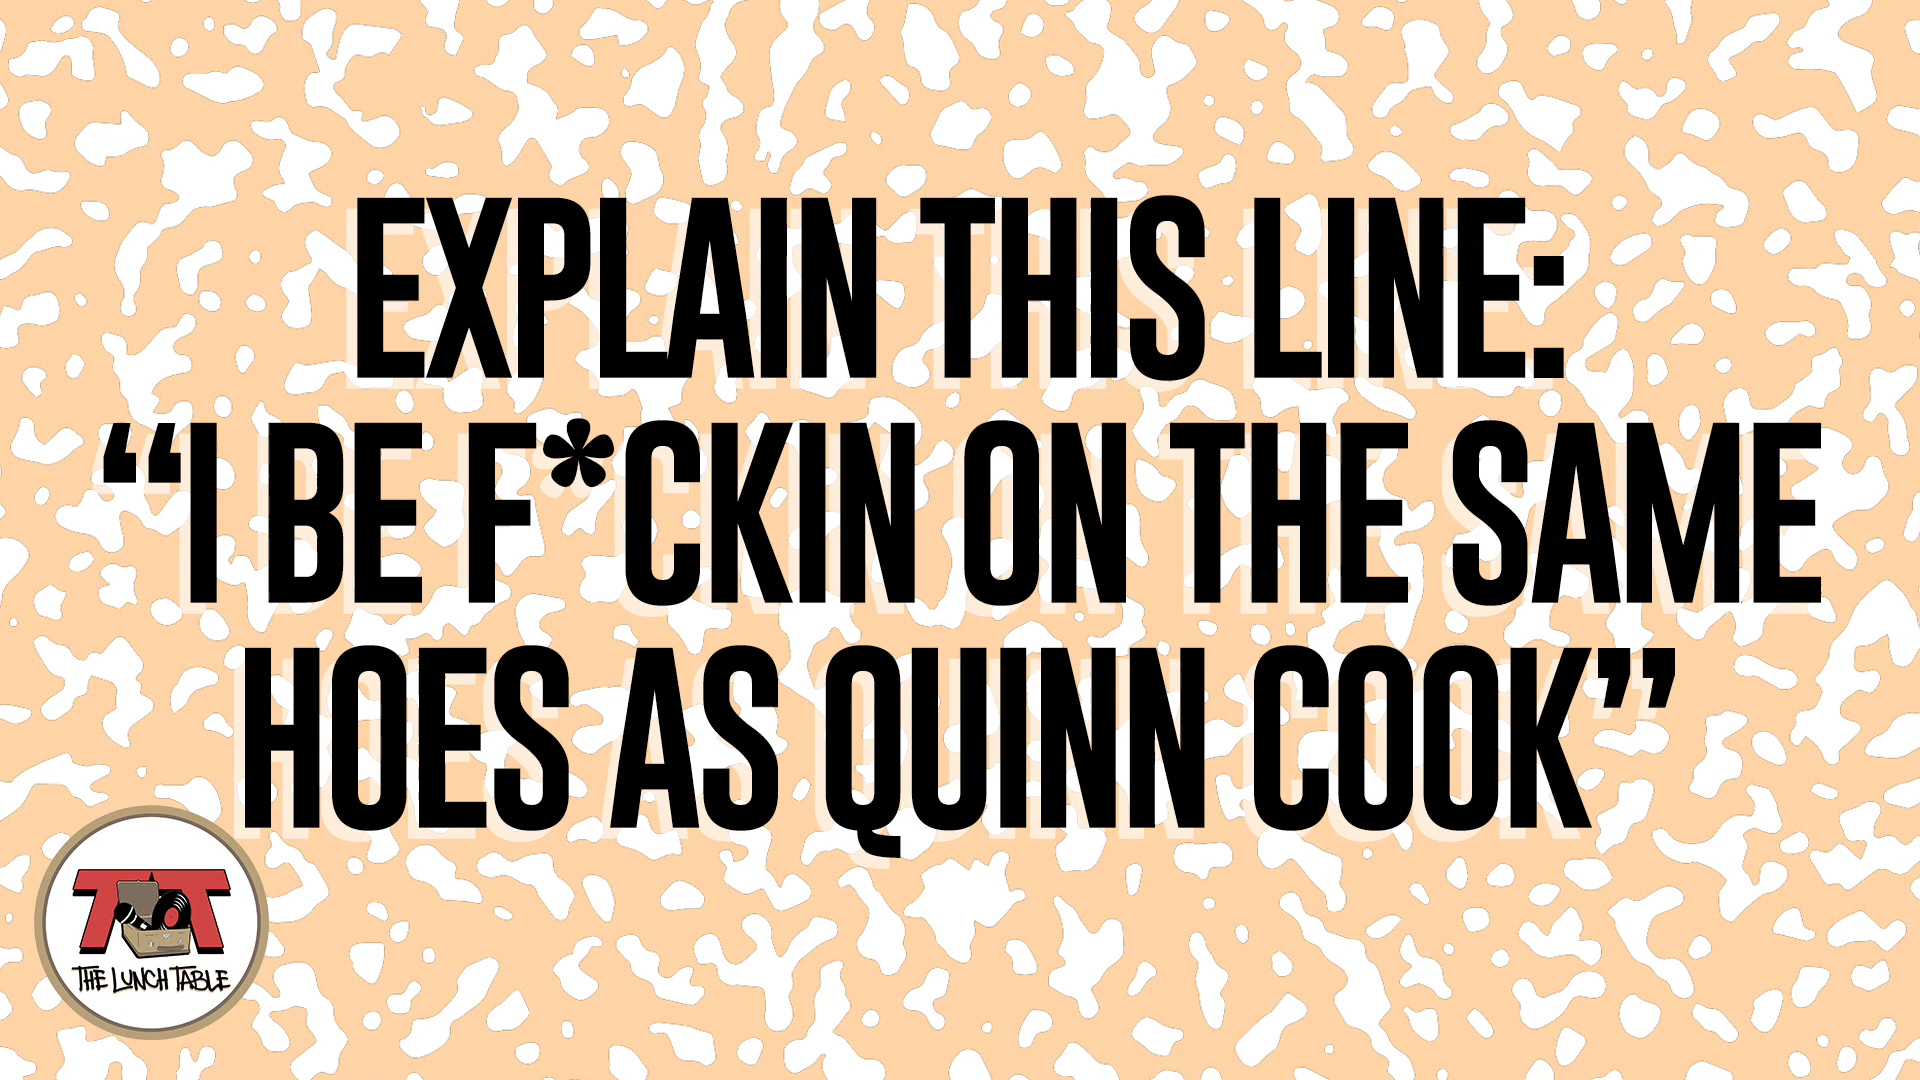 EXPLAIN THIS LINE:
“I BE F*CKIN ON THE SAME
HOES AS QUINN COOK”
THE LUNCH TABLE